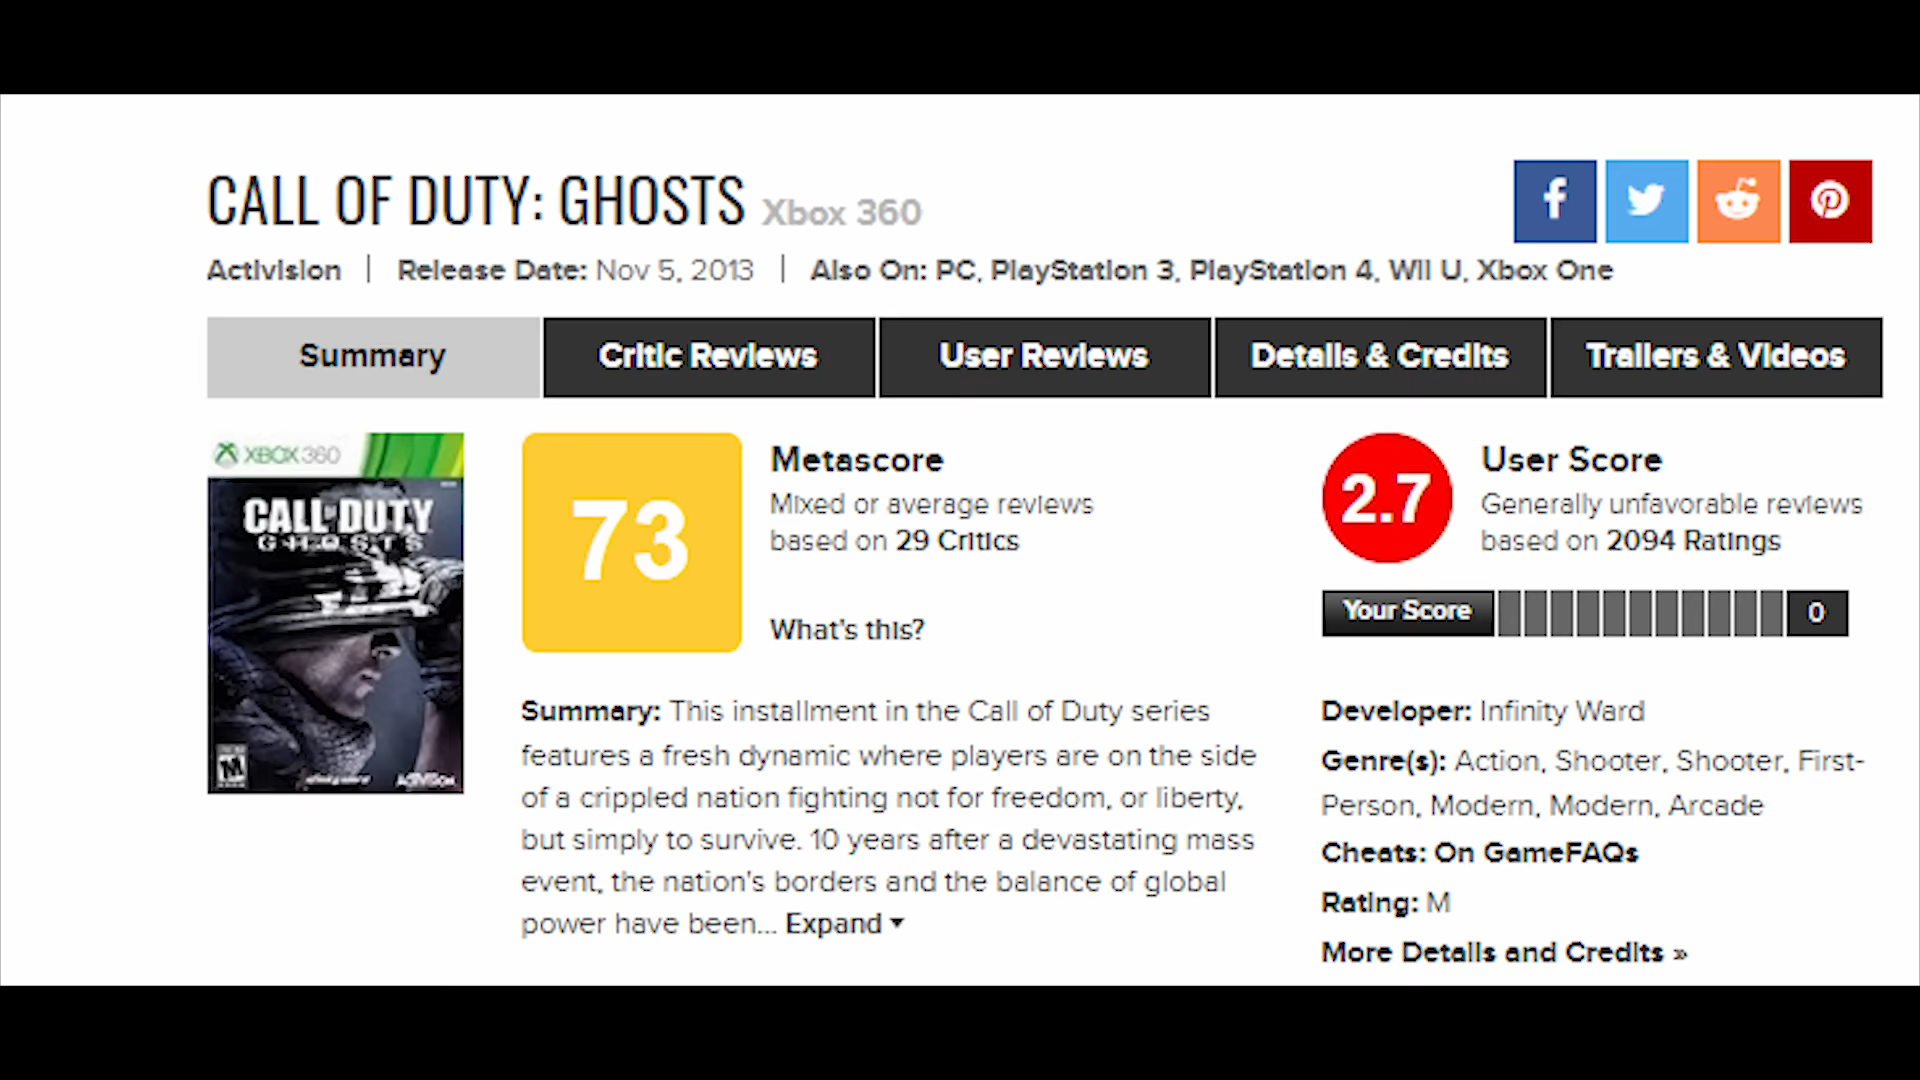 CALL OF DUTY: GHOSTS Xbox 360
Activision | Release Date: Nov 5, 2013 | Also On: PC, PlayStation 3, PlayStation 4, Wii U, Xbox One
Summary Critic Reviews User Reviews Details & Credits Trailers & Videos
XBOX 360
CALL OF DUTY
GHOSTS
M
ACTIVISION
73
Metascore
Mixed or average reviews
based on 29 Critics
What's this?
2.7
User Score
Generally unfavorable reviews
based on 2094 Ratings
Your Score 0
Summary: This installment in the Call of Duty series
features a fresh dynamic where players are on the side
of a crippled nation fighting not for freedom, or liberty,
but simply to survive. 10 years after a devastating mass
event, the nation's borders and the balance of global
power have been... Expand
Developer: Infinity Ward
Genre(s): Action, Shooter, Shooter, First-
Person, Modern, Modern, Arcade
Cheats: On GameFAQs
Rating: M
More Details and Credits »